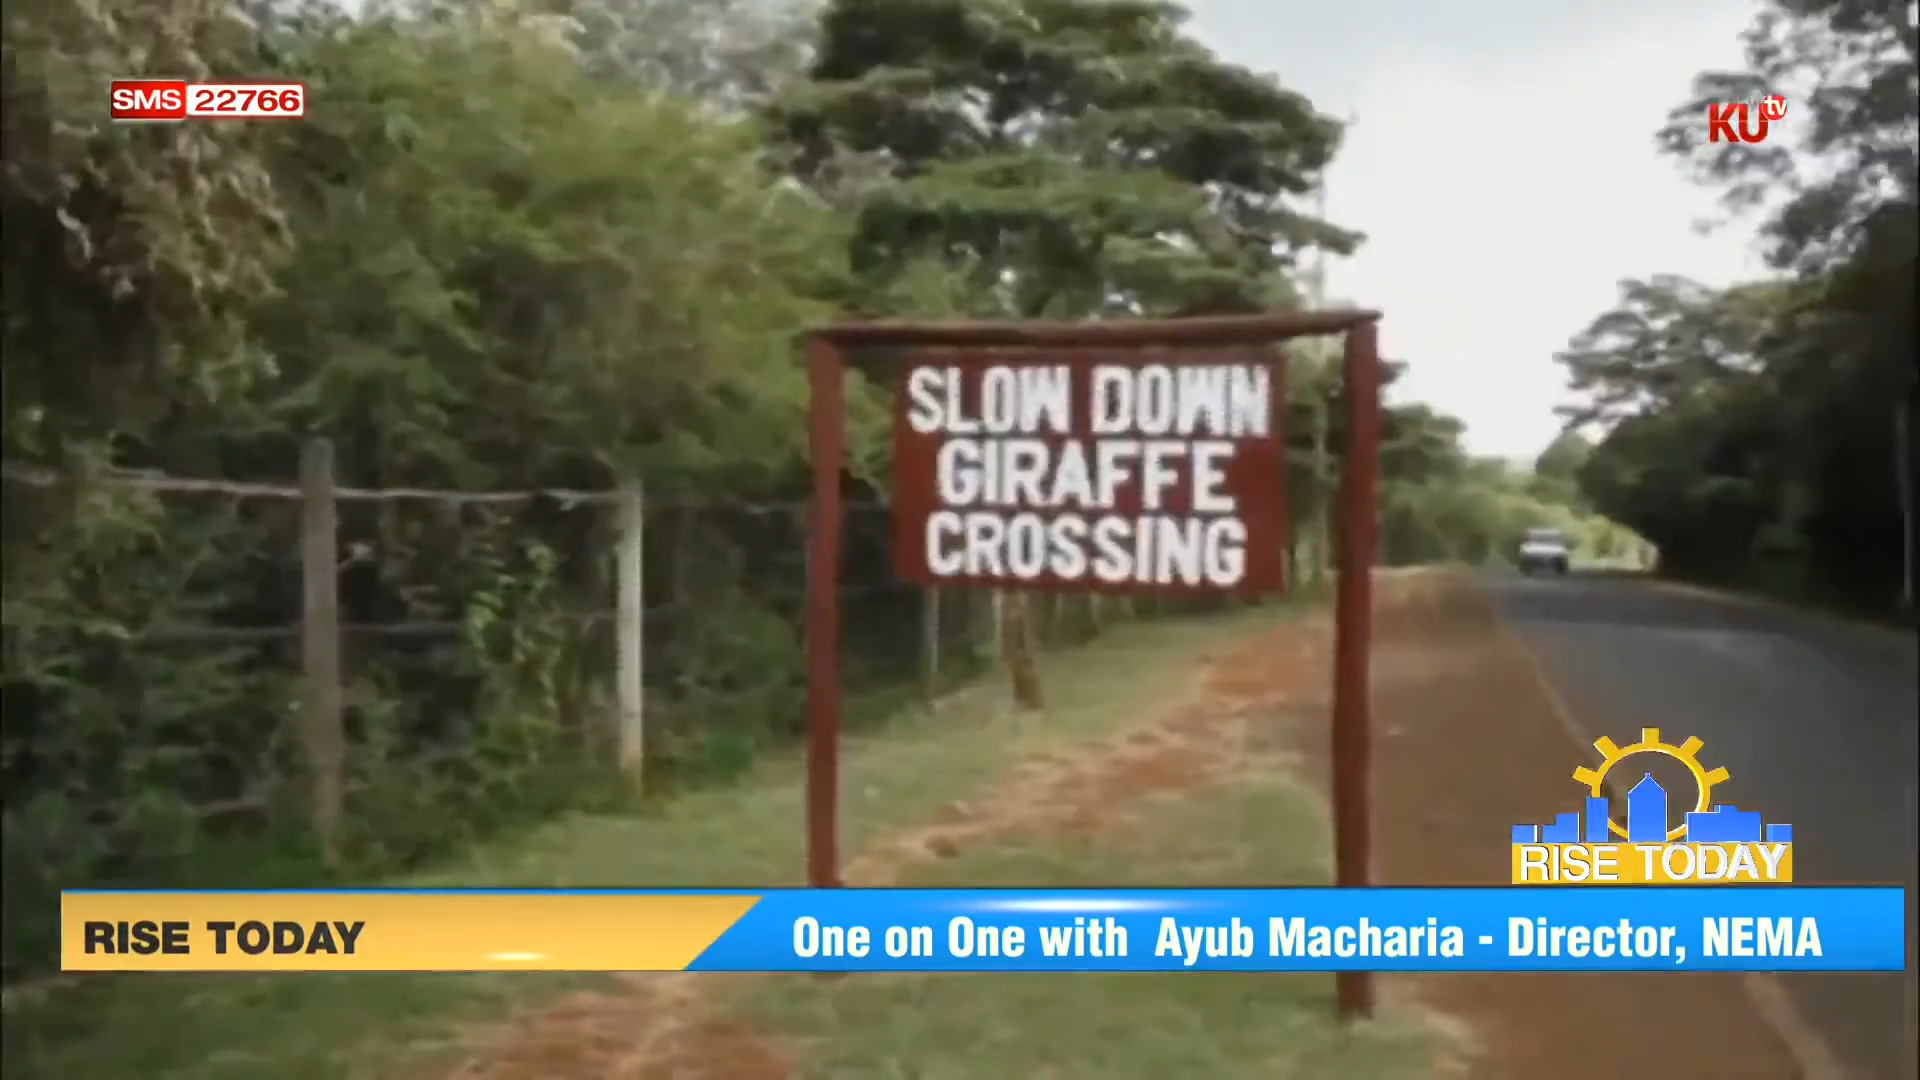 SMS 22766
KU tv
SLOW DOWN
GIRAFFE
CROSSING
RISE TODAY
RISE TODAY
One on One with Ayub Macharia - Director, NEMA